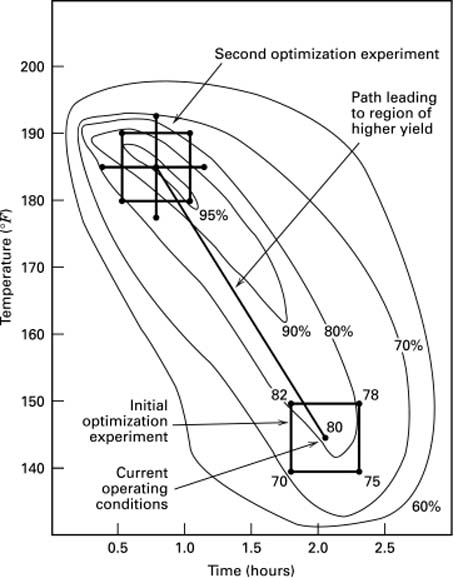 Second optimization experiment
Path leading
to region of
higher yield
200
190
180
170
160
150
140
Temperature (°F)
95%
90%
80%
70%
60%
82
78
80
70
75
Initial
optimization
experiment
Current
operating
conditions
0.5
1.0
1.5
2.0
2.5
Time (hours)